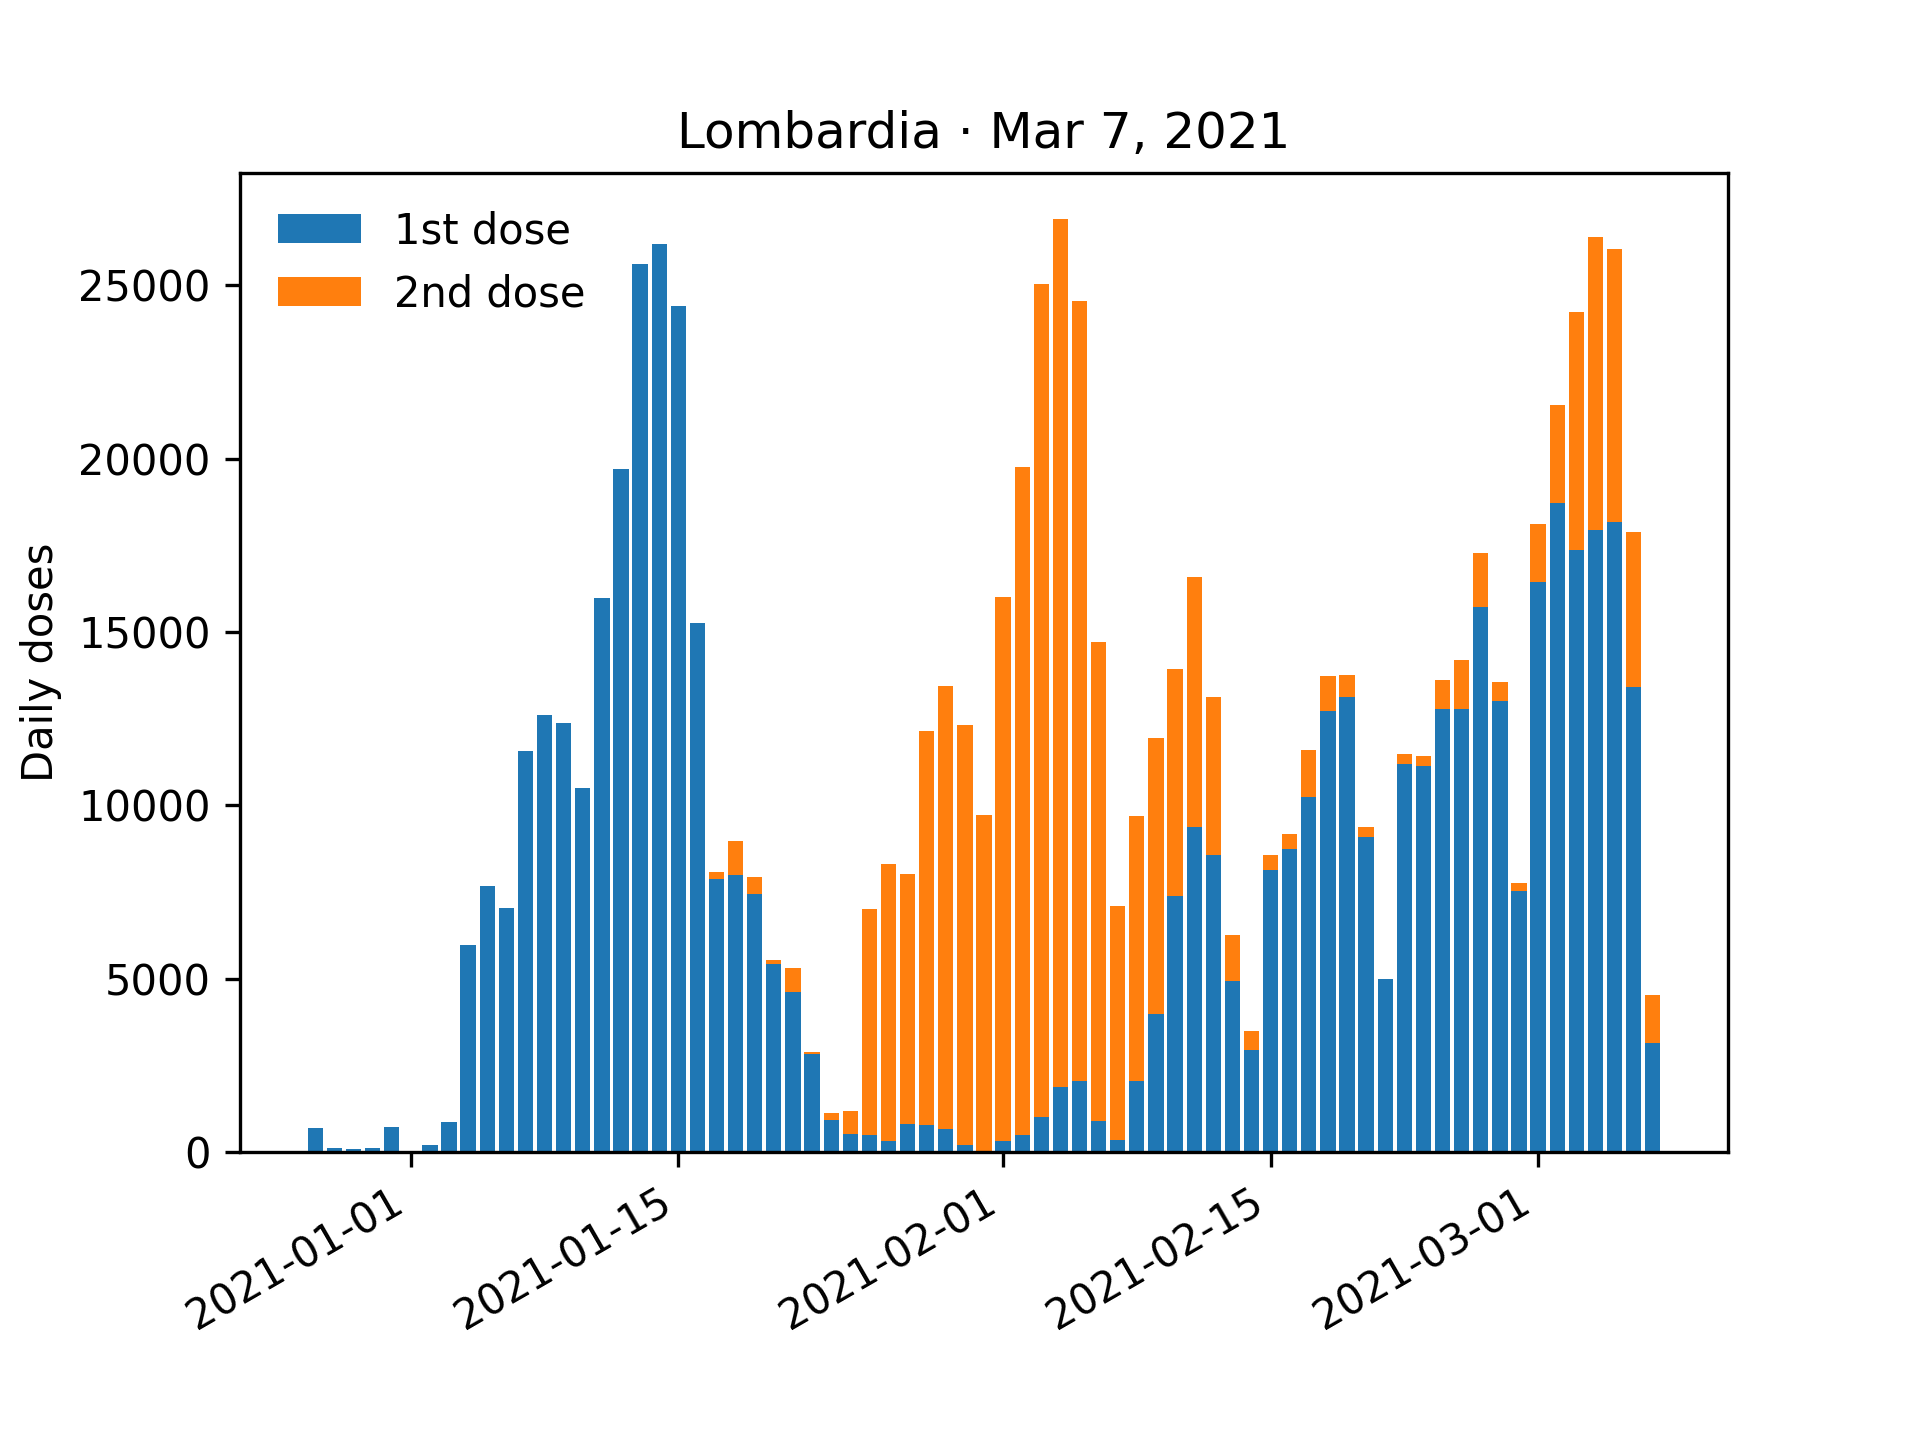 Lombardia · Mar 7, 2021
1st dose
2nd dose
Daily doses
25000
20000
15000
10000
5000
0
2021-01-01
2021-01-15
2021-02-01
2021-02-15
2021-03-01